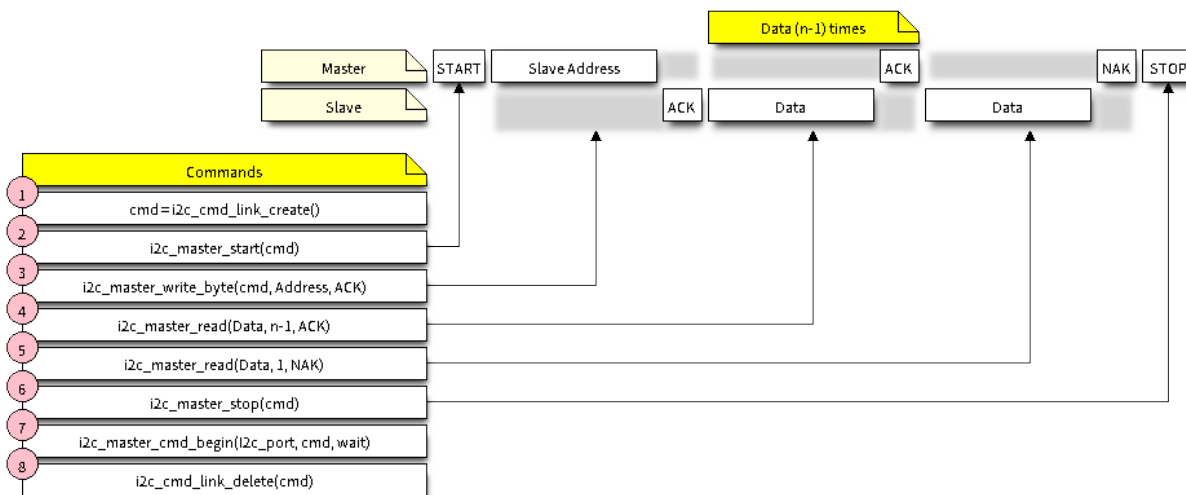 Data (n-1) times
Master START Slave Address ACK NAK STOP
Slave ACK Data Data
Commands
1
cmd = i2c_cmd_link_create()
2
i2c_master_start(cmd)
3
i2c_master_write_byte(cmd, Address, ACK)
4
i2c_master_read(Data, n-1, ACK)
5
i2c_master_read(Data, 1, NAK)
6
i2c_master_stop(cmd)
7
i2c_master_cmd_begin(I2c_port, cmd, wait)
8
i2c_cmd_link_delete(cmd)